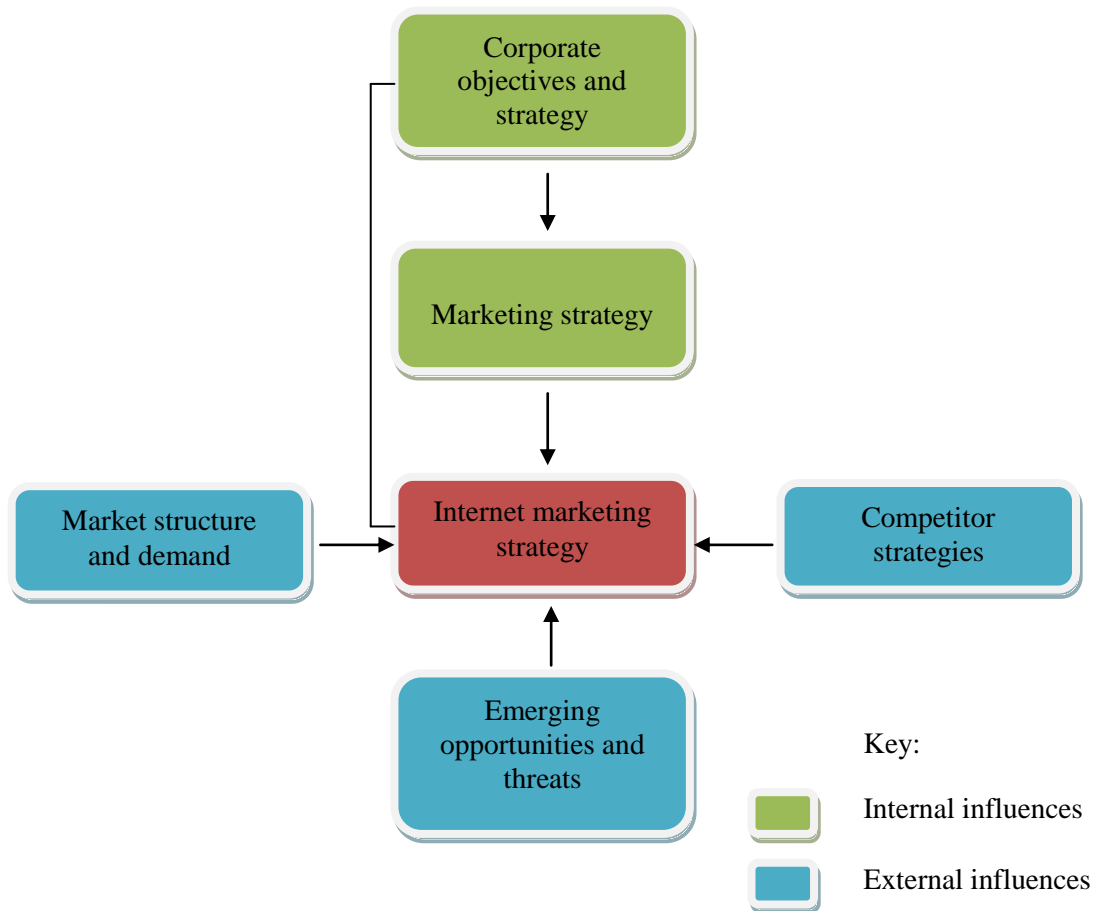 Corporate
objectives and
strategy
Marketing strategy
Market structure
and demand
Internet marketing
strategy
Competitor
strategies
Emerging
opportunities and
threats
Key:
Internal influences
External influences